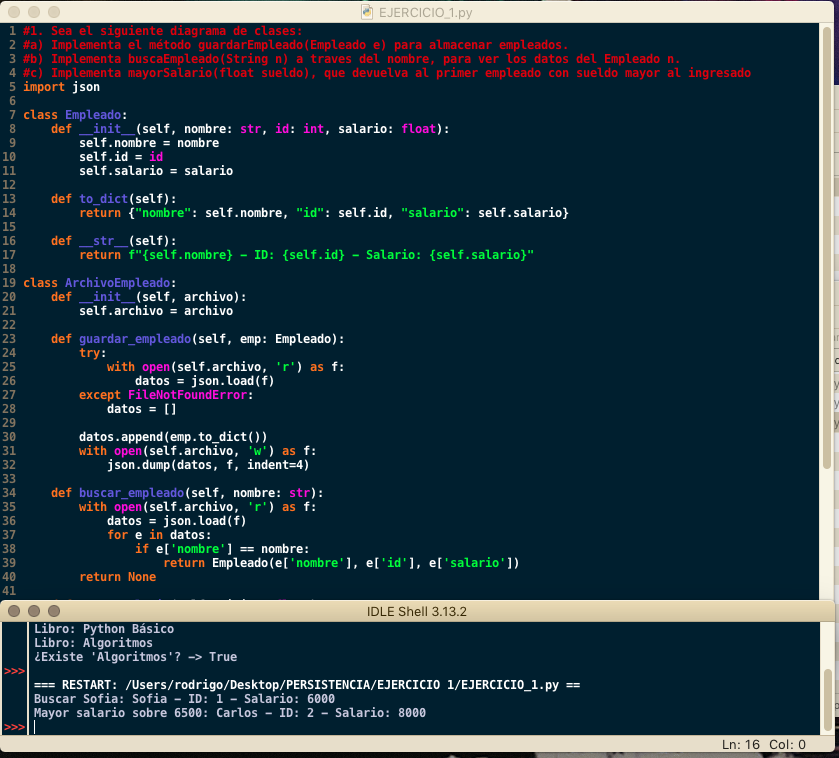 EJERCICIO_1.py
1 #1. Sea el siguiente diagrama de clases:
2 #a) Implementa el método guardarEmpleado(Empleado e) para almacenar empleados.
3 #b) Implementa buscaEmpleado(String n) a traves del nombre, para ver los datos del Empleado n.
4 #c) Implementa mayorSalario(float sueldo), que devuelva al primer empleado con sueldo mayor al ingresado
5 import json
6
7 class Empleado:
8     def __init__(self, nombre: str, id: int, salario: float):
9         self.nombre = nombre
10         self.id = id
11         self.salario = salario
12
13     def to_dict(self):
14         return {"nombre": self.nombre, "id": self.id, "salario": self.salario}
15
16     def __str__(self):
17         return f"{self.nombre} - ID: {self.id} - Salario: {self.salario}"
18
19 class ArchivoEmpleado:
20     def __init__(self, archivo):
21         self.archivo = archivo
22
23     def guardar_empleado(self, emp: Empleado):
24         try:
25             with open(self.archivo, 'r') as f:
26                 datos = json.load(f)
27         except FileNotFoundError:
28             datos = []
29
30         datos.append(emp.to_dict())
31         with open(self.archivo, 'w') as f:
32             json.dump(datos, f, indent=4)
33
34     def buscar_empleado(self, nombre: str):
35         with open(self.archivo, 'r') as f:
36             datos = json.load(f)
37             for e in datos:
38                 if e['nombre'] == nombre:
39                     return Empleado(e['nombre'], e['id'], e['salario'])
40         return None
41
IDLE Shell 3.13.2
Libro: Python Básico
Libro: Algoritmos
¿Existe 'Algoritmos'? -> True
>>>
=== RESTART: /Users/rodrigo/Desktop/PERSISTENCIA/EJERCICIO 1/EJERCICIO_1.py ==
Buscar Sofia: Sofia - ID: 1 - Salario: 6000
Mayor salario sobre 6500: Carlos - ID: 2 - Salario: 8000
>>>
Ln: 16 Col: 0